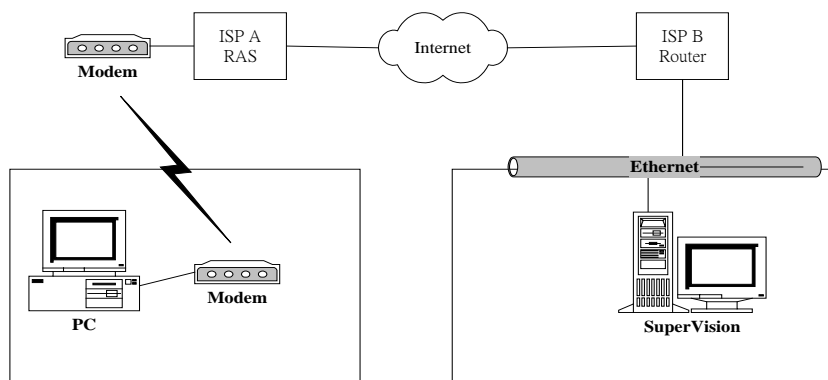 ISP A
RAS
Internet
ISP B
Router
Modem
Ethernet
Modem
PC
SuperVision